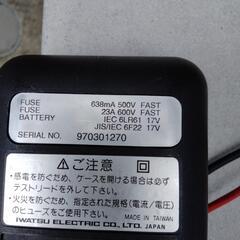 FUSE 638mA 500V FAST
FUSE 23A 600V FAST
BATTERY IEC 6LR61 17V
JIS/IEC 6F22 17V
SERIAL NO. 970301270
⚠ご注意
・感電を防ぐため、ケースを開ける場合は必ず
テストリードを外して下さい。
・火災を防ぐために、指定の規格(電流/電圧)
のヒューズをご使用下さい。
MADE IN TAIWAN
IWATSU ELECTRIC CO., LTD.